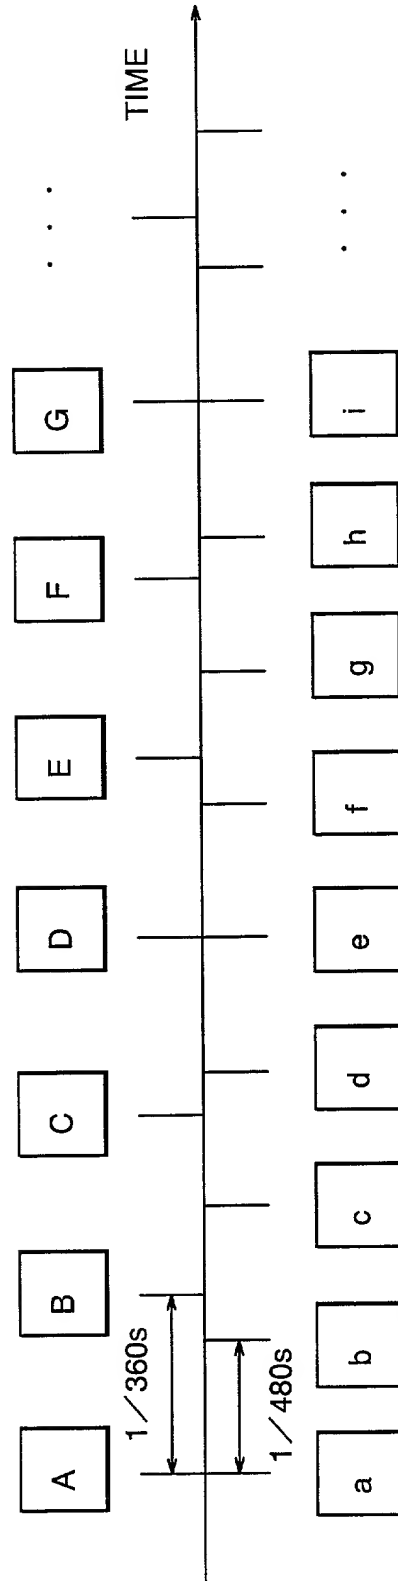 A B C D E F G . . .
1/360s
TIME
1/480s
a b c d e f g h i . . .